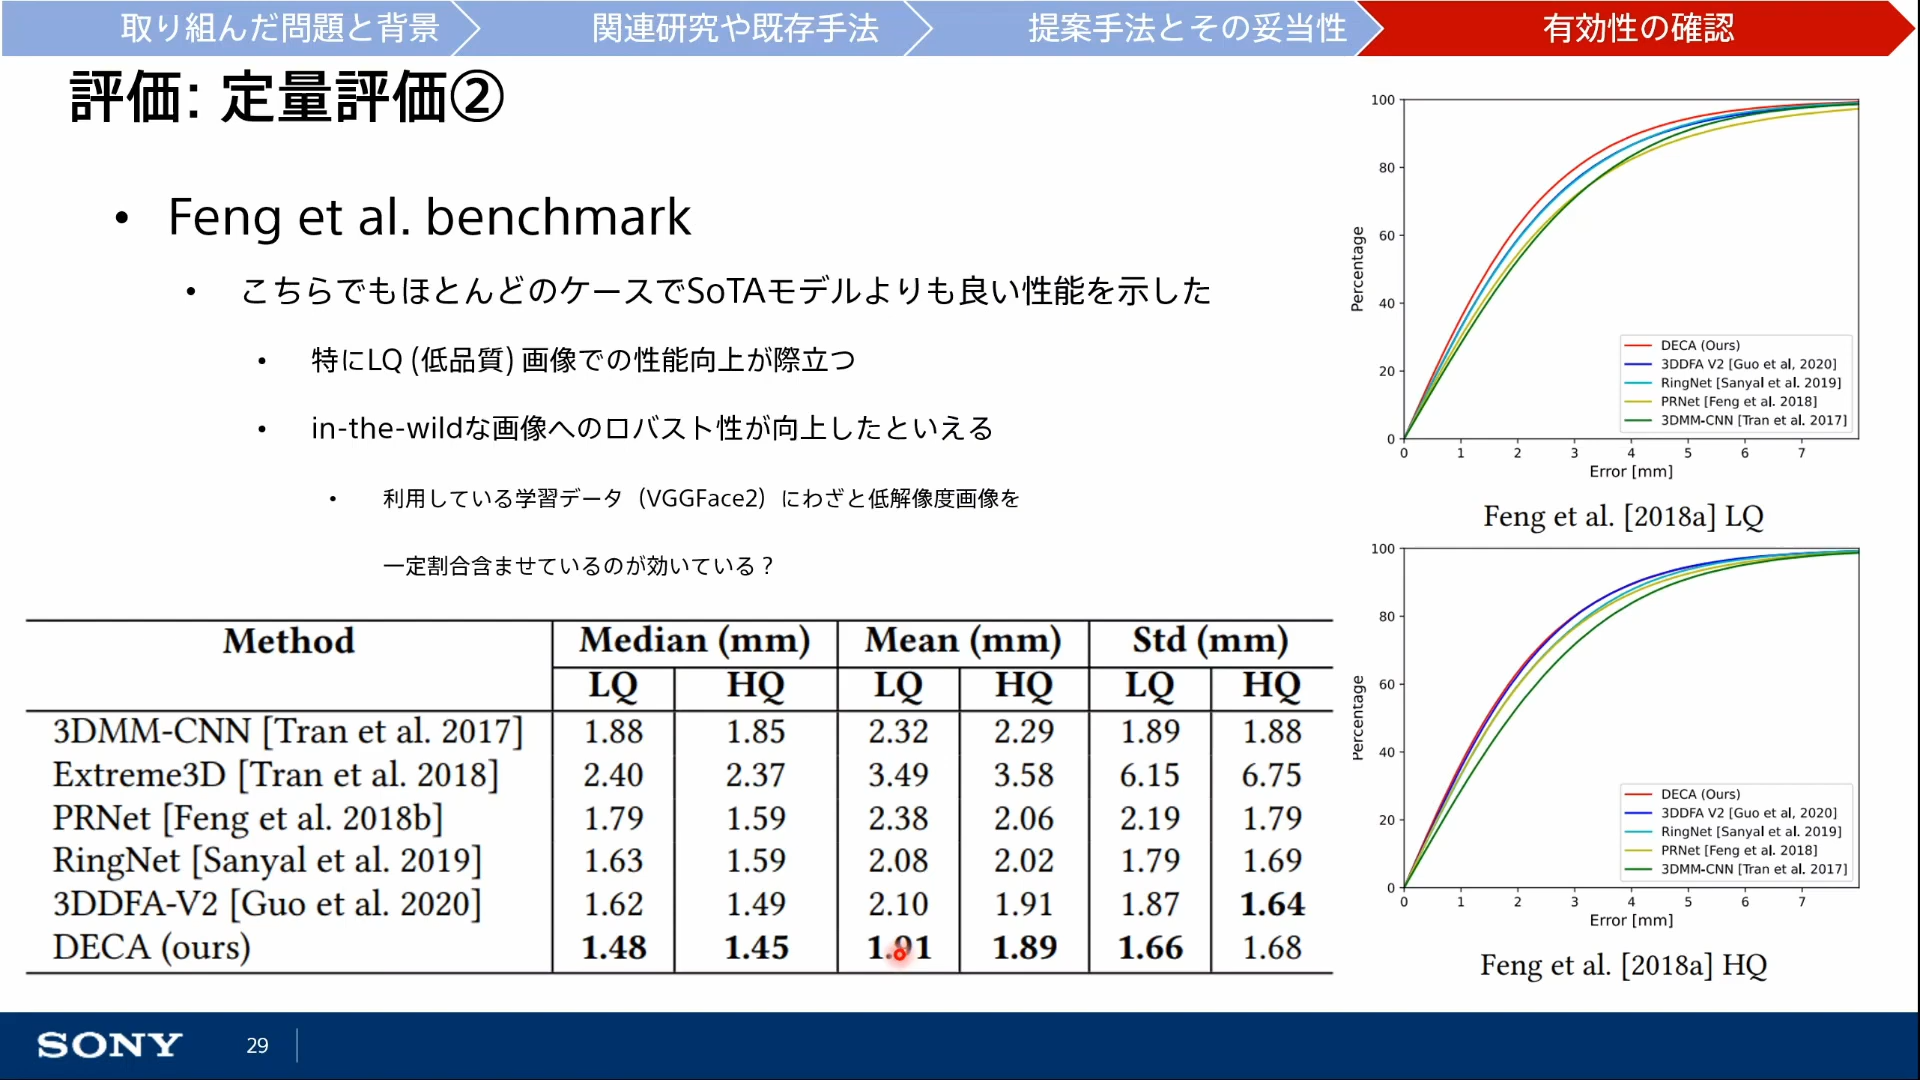 取り組んだ問題と背景
関連研究や既存手法
提案手法とその妥当性
有効性の確認
評価: 定量評価②
• Feng et al. benchmark
• こちらでもほとんどのケースでSoTAモデルよりも良い性能を示した
• 特にLQ (低品質) 画像での性能向上が際立つ
• in-the-wildな画像へのロバスト性が向上したといえる
• 利用している学習データ（VGGFace2）にわざと低解像度画像を
一定割合含ませているのが効いている？
Method Median (mm) Mean (mm) Std (mm)
LQ HQ LQ HQ LQ HQ
3DMM-CNN [Tran et al. 2017] 1.88 1.85 2.32 2.29 1.89 1.88
Extreme3D [Tran et al. 2018] 2.40 2.37 3.49 3.58 6.15 6.75
PRNet [Feng et al. 2018b] 1.79 1.59 2.38 2.06 2.19 1.79
RingNet [Sanyal et al. 2019] 1.63 1.59 2.08 2.02 1.79 1.69
3DDFA-V2 [Guo et al. 2020] 1.62 1.49 2.10 1.91 1.87 1.64
DECA (ours) 1.48 1.45 1.91 1.89 1.66 1.68
100
80
60
40
20
0
Percentage
DECA (Ours)
3DDFA V2 [Guo et al, 2020]
RingNet [Sanyal et al. 2019]
PRNet [Feng et al. 2018]
3DMM-CNN [Tran et al. 2017]
0 1 2 3 4 5 6 7
Error [mm]
Feng et al. [2018a] LQ
100
80
60
40
20
0
Percentage
DECA (Ours)
3DDFA V2 [Guo et al, 2020]
RingNet [Sanyal et al. 2019]
PRNet [Feng et al. 2018]
3DMM-CNN [Tran et al. 2017]
0 1 2 3 4 5 6 7
Error [mm]
Feng et al. [2018a] HQ
SONY 29